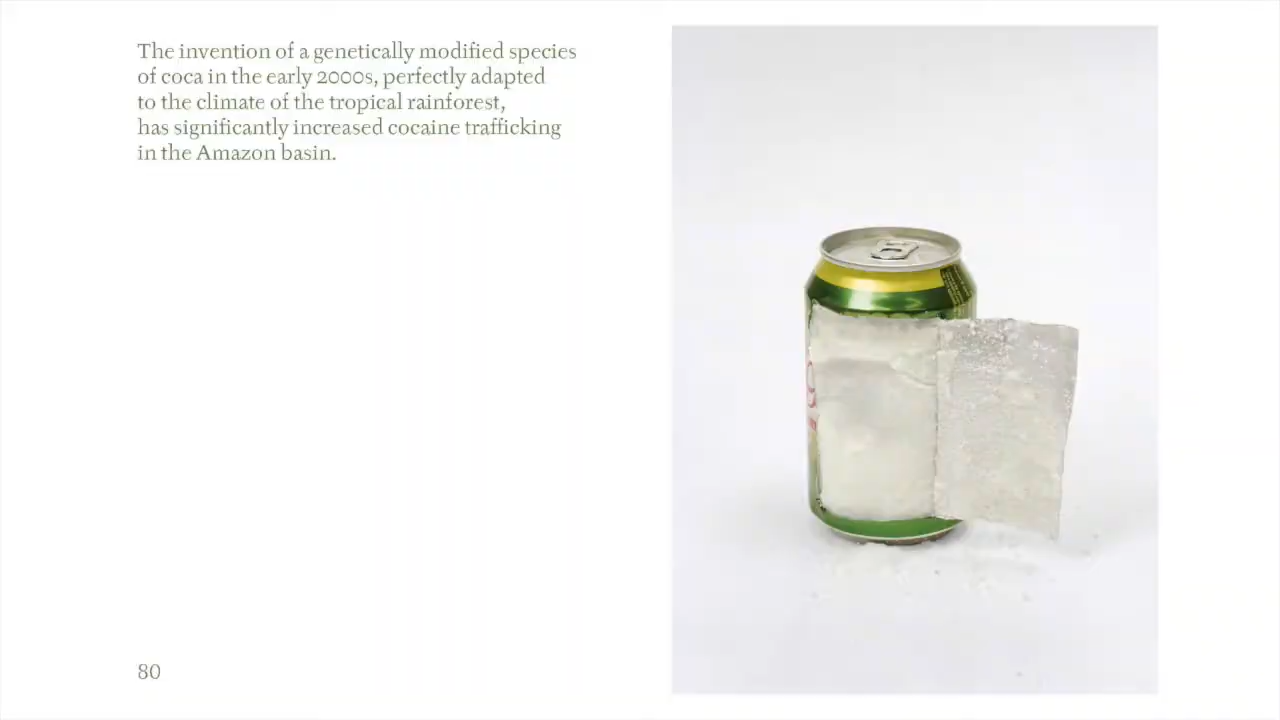 The invention of a genetically modified species
of coca in the early 2000s, perfectly adapted
to the climate of the tropical rainforest,
has significantly increased cocaine trafficking
in the Amazon basin.
80